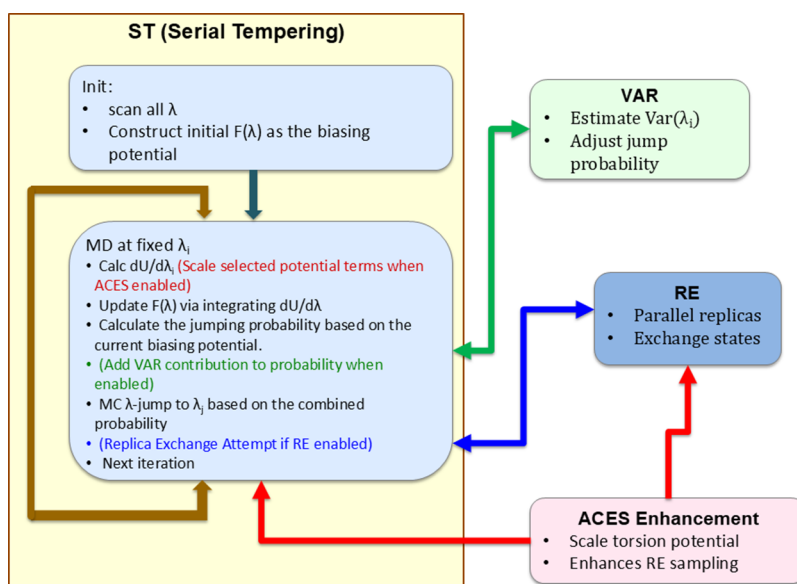 ST (Serial Tempering)
Init:
• scan all λ
• Construct initial F(λ) as the biasing
potential
MD at fixed λi
• Calc dU/dλi (Scale selected potential terms when
ACES enabled)
• Update F(λ) via integrating dU/dλ
• Calculate the jumping probability based on the
current biasing potential.
• (Add VAR contribution to probability when
enabled)
• MC λ-jump to λj based on the combined
probability
• (Replica Exchange Attempt if RE enabled)
• Next iteration
VAR
• Estimate Var(λi)
• Adjust jump
probability
RE
• Parallel replicas
• Exchange states
ACES Enhancement
• Scale torsion potential
• Enhances RE sampling